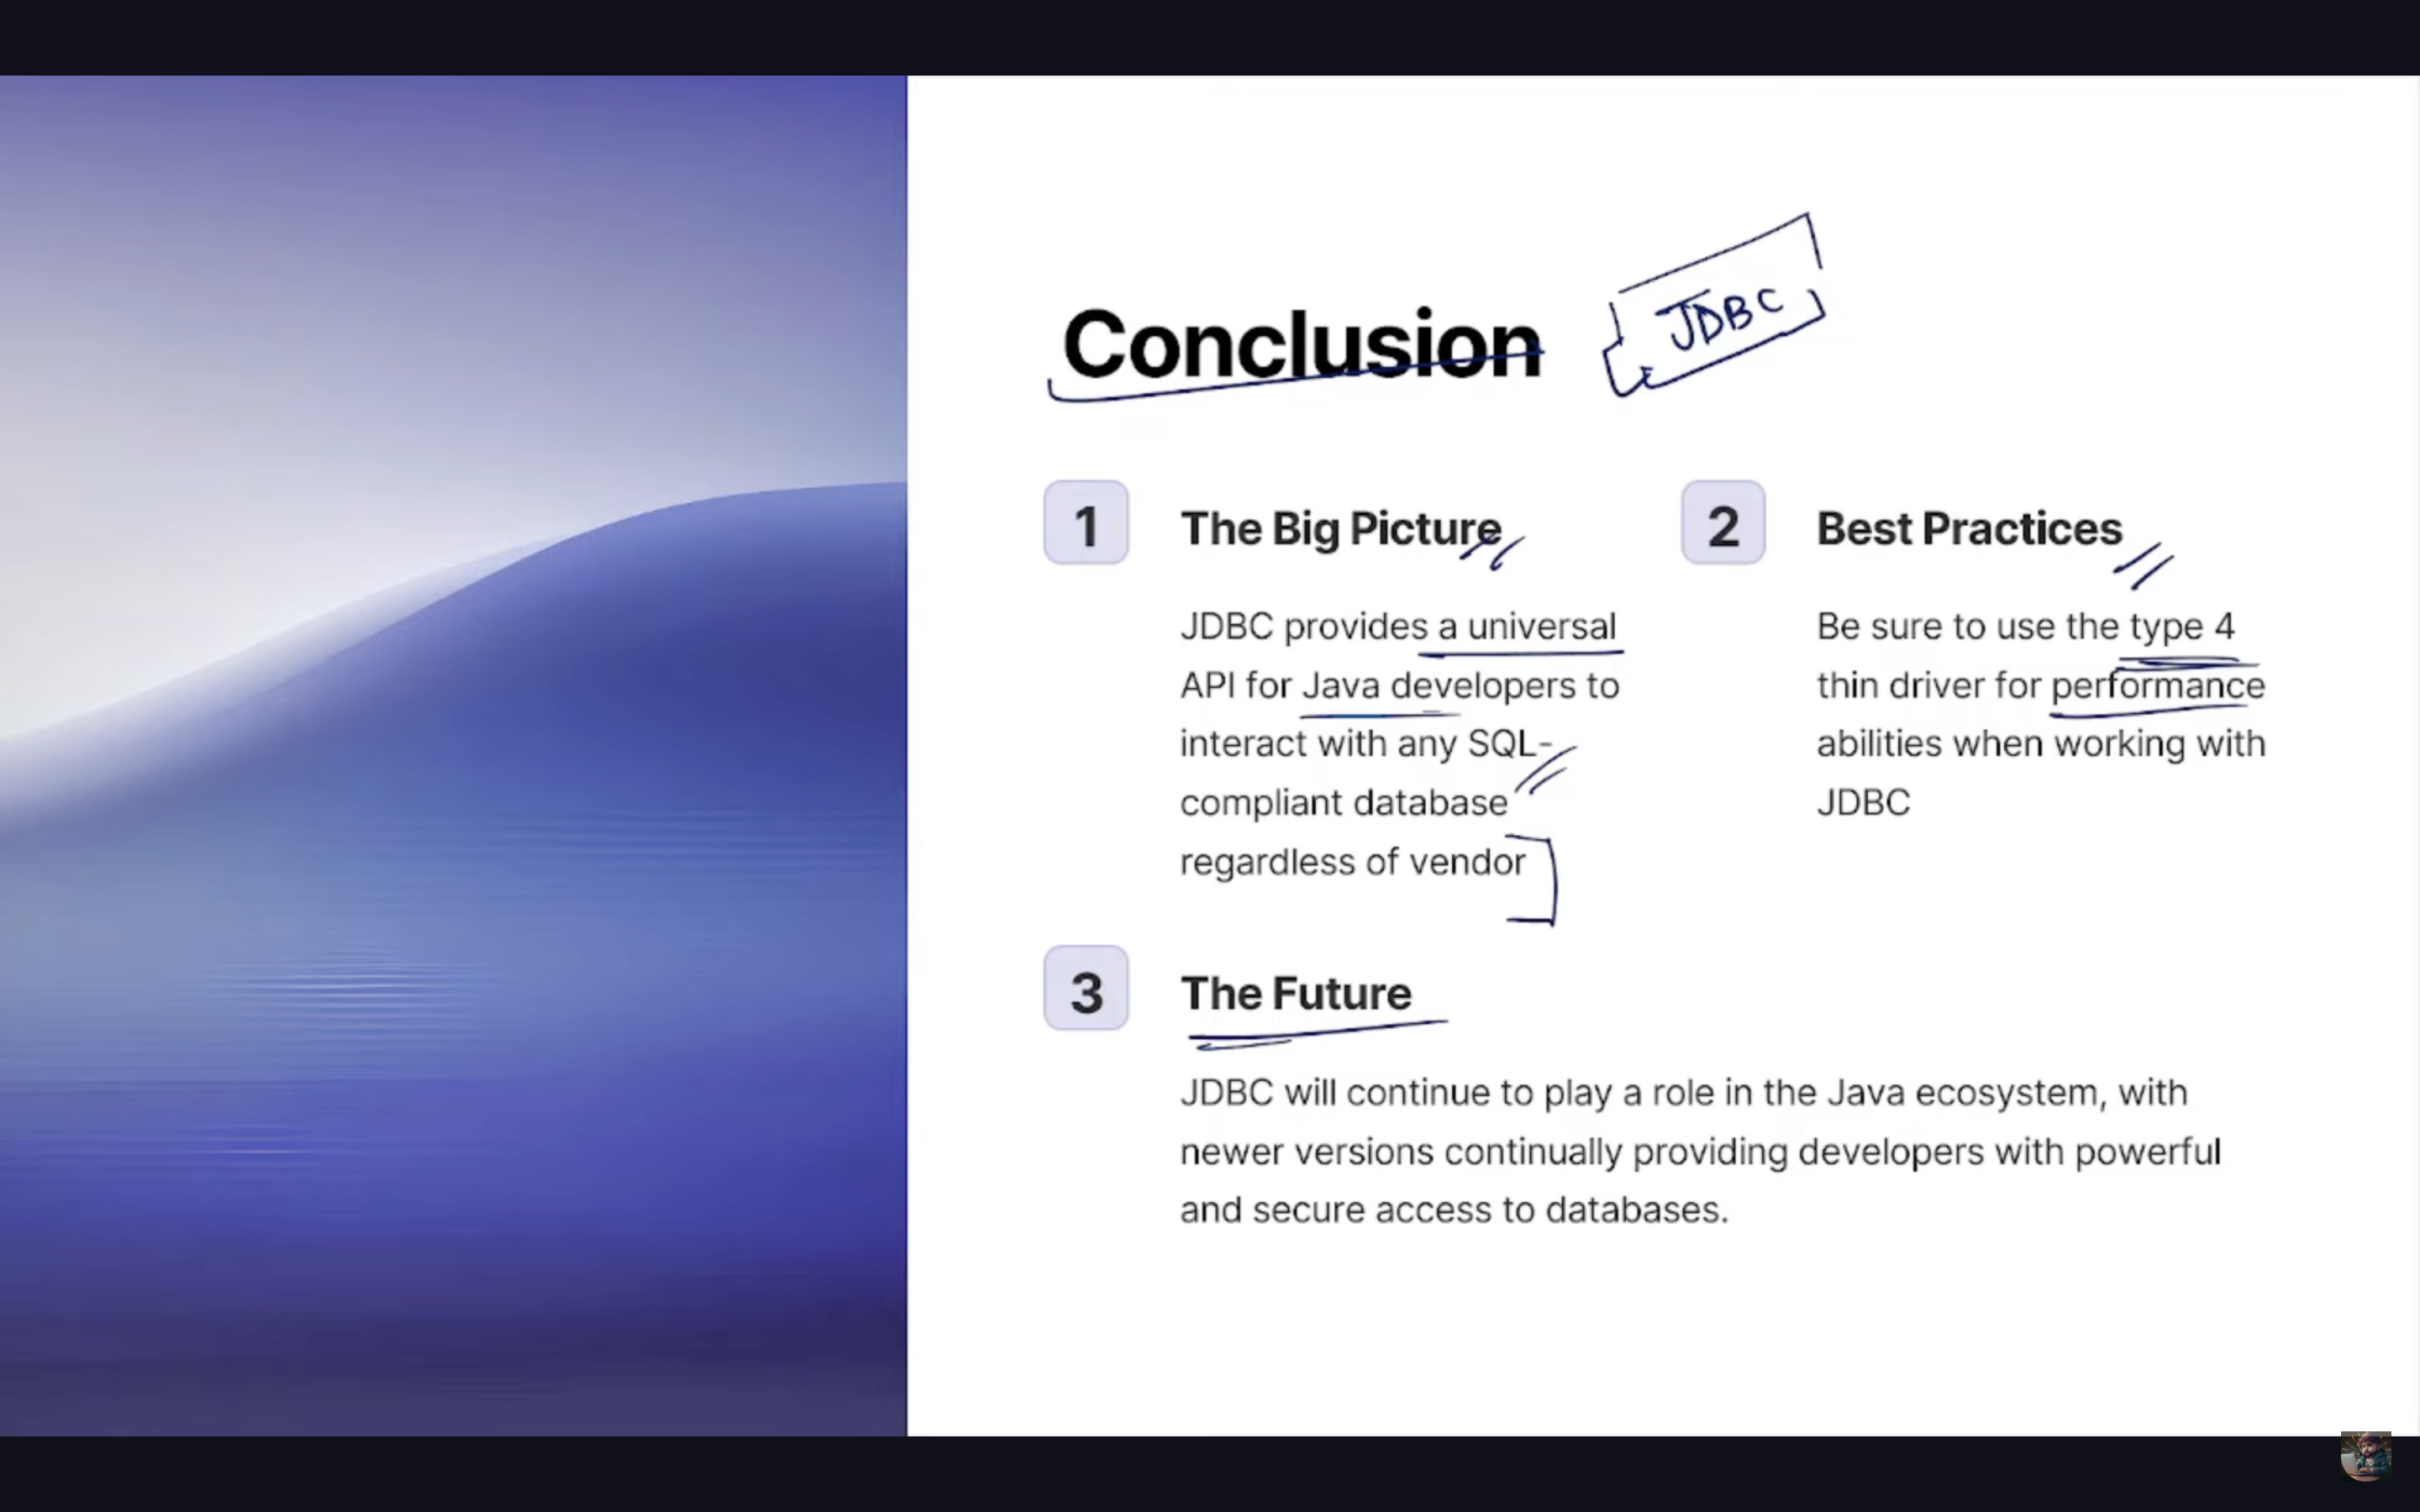 Conclusion
JDBC
1
The Big Picture
JDBC provides a universal
API for Java developers to
interact with any SQL-
compliant database
regardless of vendor
2
Best Practices
Be sure to use the type 4
thin driver for performance
abilities when working with
JDBC
3
The Future
JDBC will continue to play a role in the Java ecosystem, with
newer versions continually providing developers with powerful
and secure access to databases.